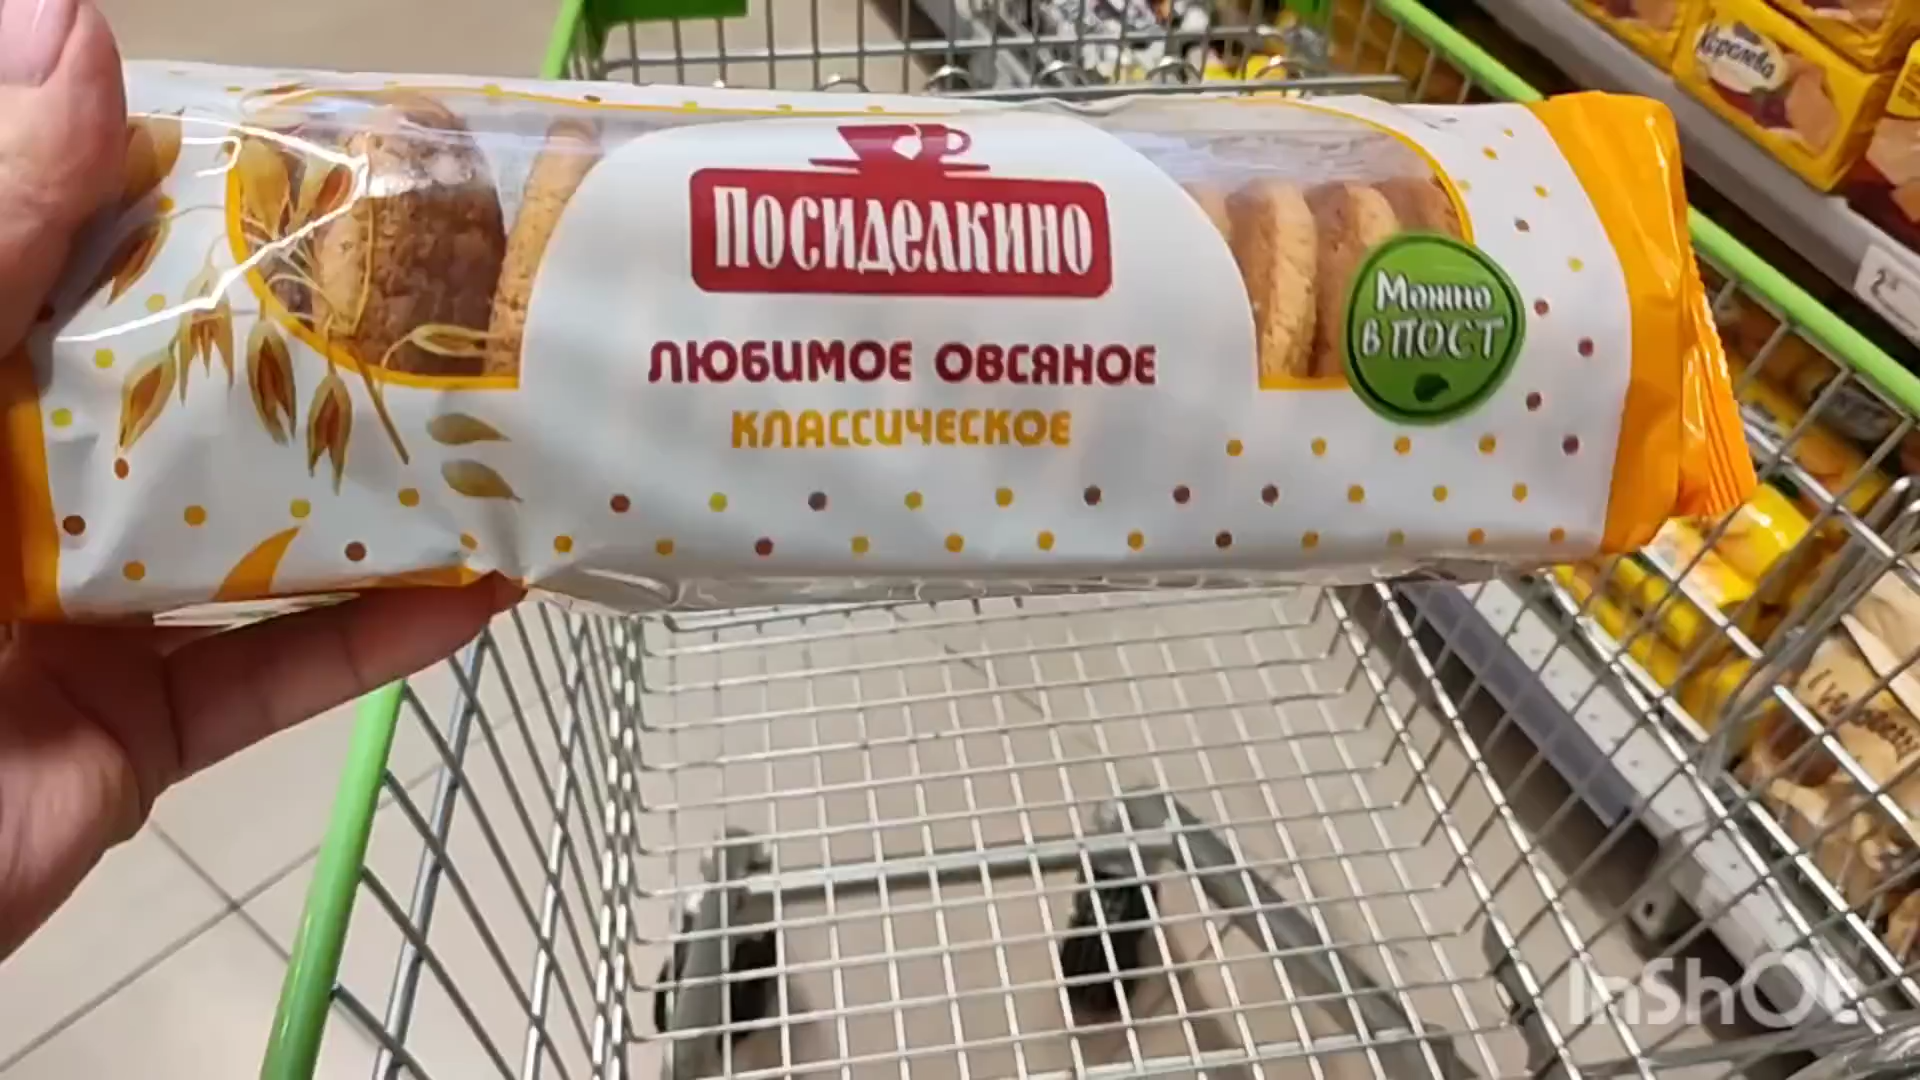 Посиделкино
ЛЮБИМОЕ ОВСЯНОЕ
КЛАССИЧЕСКОЕ
Можно
в пост
InShOt